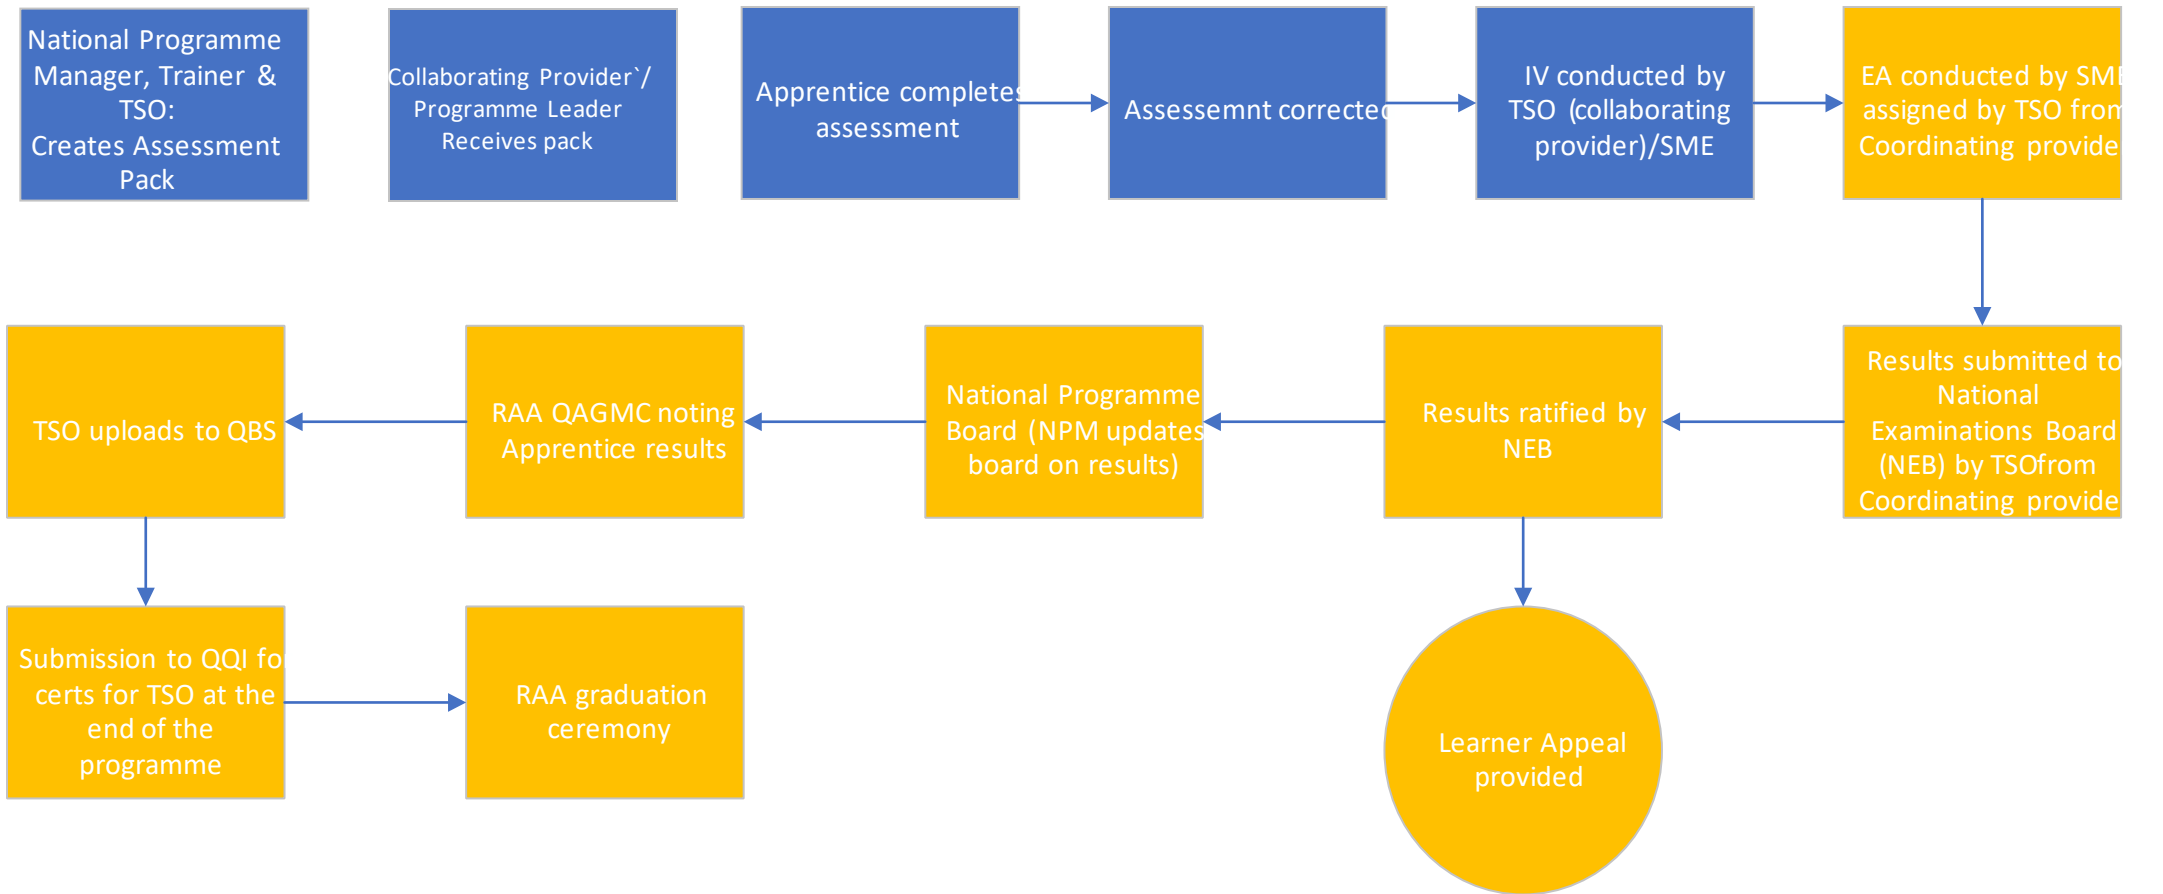 National Programme
Manager, Trainer &
TSO:
Creates Assessment
Pack
Collaborating Provider`/
Programme Leader
Receives pack
Apprentice completes
assessment
Assessemnt corrected
IV conducted by
TSO (collaborating
provider)/SME
EA conducted by SME
assigned by TSO from
Coordinating provide
Results submitted to
National
Examinations Board
(NEB) by TSOfrom
Coordinating provide
Results ratified by
NEB
National Programme
Board (NPM updates
board on results)
RAA QAGMC noting
Apprentice results
TSO uploads to QBS
Submission to QQI for
certs for TSO at the
end of the
programme
RAA graduation
ceremony
Learner Appeal
provided